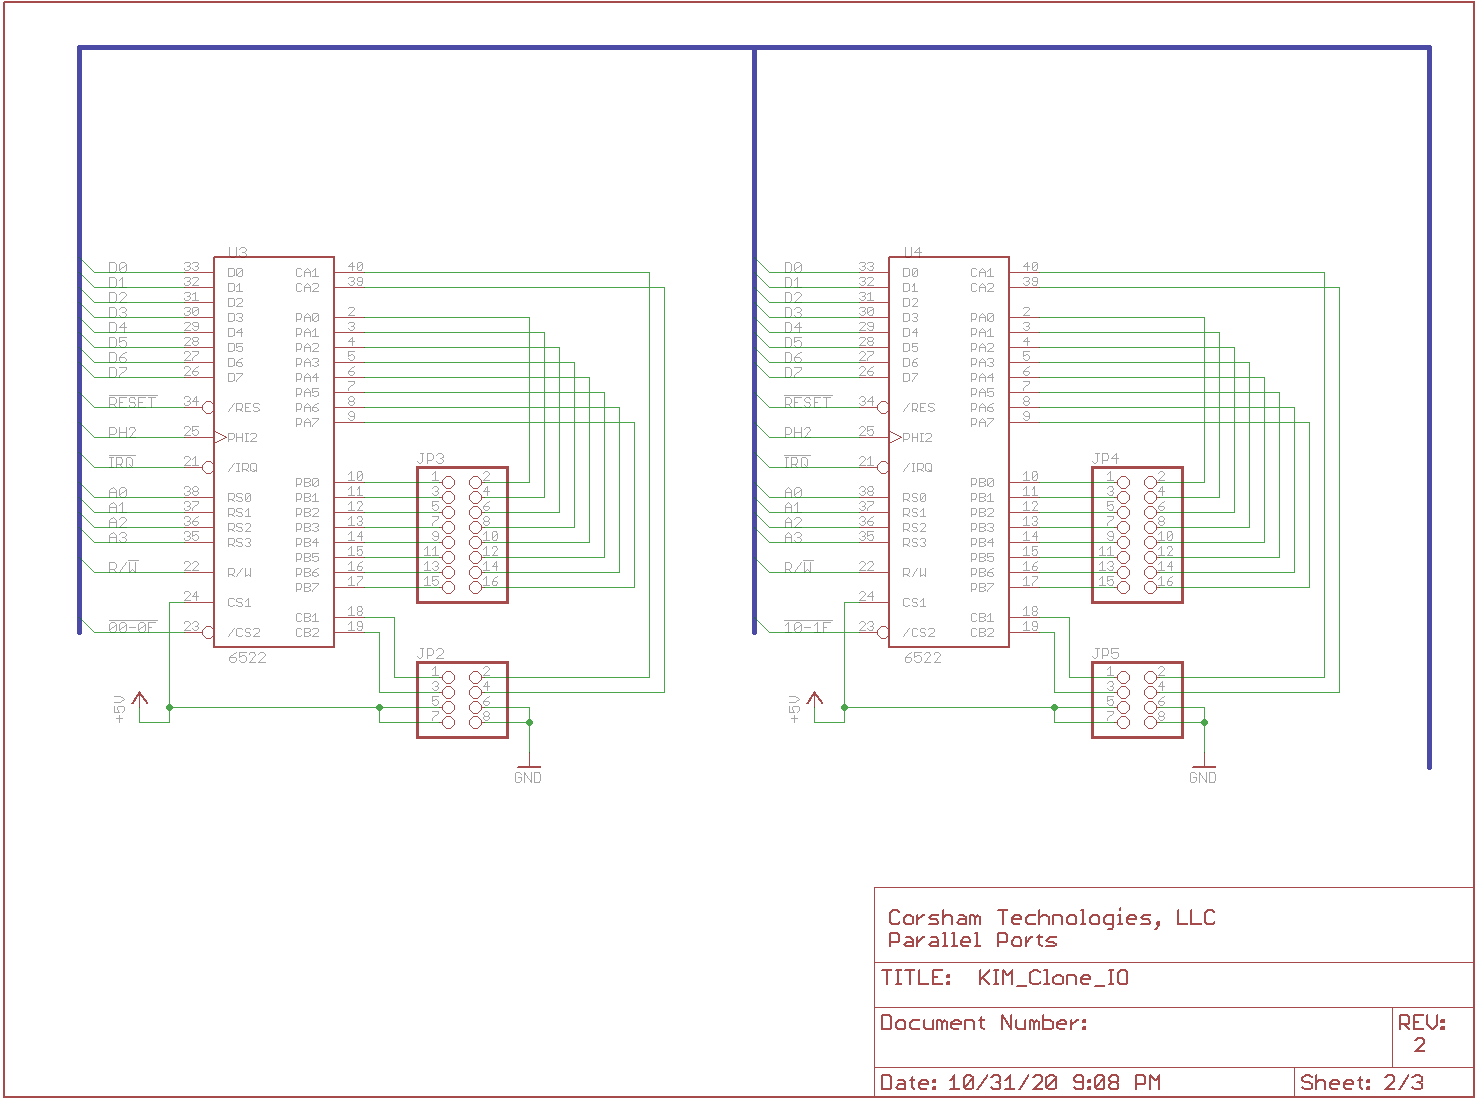 U3
D0 33 D0 CA1 40
D1 32 D1 CA2 39
D2 31 D2
D3 30 D3 PA0 2
D4 29 D4 PA1 3
D5 28 D5 PA2 4
D6 27 D6 PA3 5
D7 26 D7 PA4 6
PA5 7
RESET 34 /RES PA6 8
PA7 9
PH2 25 PHI2
IRQ 21 /IRQ
PB0 10
A0 38 RS0 PB1 11
A1 37 RS1 PB2 12
A2 36 RS2 PB3 13
A3 35 RS3 PB4 14
PB5 15
R/W 22 R/W PB6 16
PB7 17
24 CS1
CB1 18
00-0F 23 /CS2 CB2 19
6522
JP3
1 2
3 4
5 6
7 8
9 10
11 12
13 14
15 16
JP2
1 2
3 4
5 6
7 8
+5V
GND
U4
D0 33 D0 CA1 40
D1 32 D1 CA2 39
D2 31 D2
D3 30 D3 PA0 2
D4 29 D4 PA1 3
D5 28 D5 PA2 4
D6 27 D6 PA3 5
D7 26 D7 PA4 6
PA5 7
RESET 34 /RES PA6 8
PA7 9
PH2 25 PHI2
IRQ 21 /IRQ
PB0 10
A0 38 RS0 PB1 11
A1 37 RS1 PB2 12
A2 36 RS2 PB3 13
A3 35 RS3 PB4 14
PB5 15
R/W 22 R/W PB6 16
PB7 17
24 CS1
CB1 18
10-1F 23 /CS2 CB2 19
6522
JP4
1 2
3 4
5 6
7 8
9 10
11 12
13 14
15 16
JP5
1 2
3 4
5 6
7 8
+5V
GND
Corsham Technologies, LLC
Parallel Ports
TITLE: KIM_Clone_IO
Document Number:
REV:
2
Date: 10/31/20 9:08 PM
Sheet: 2/3